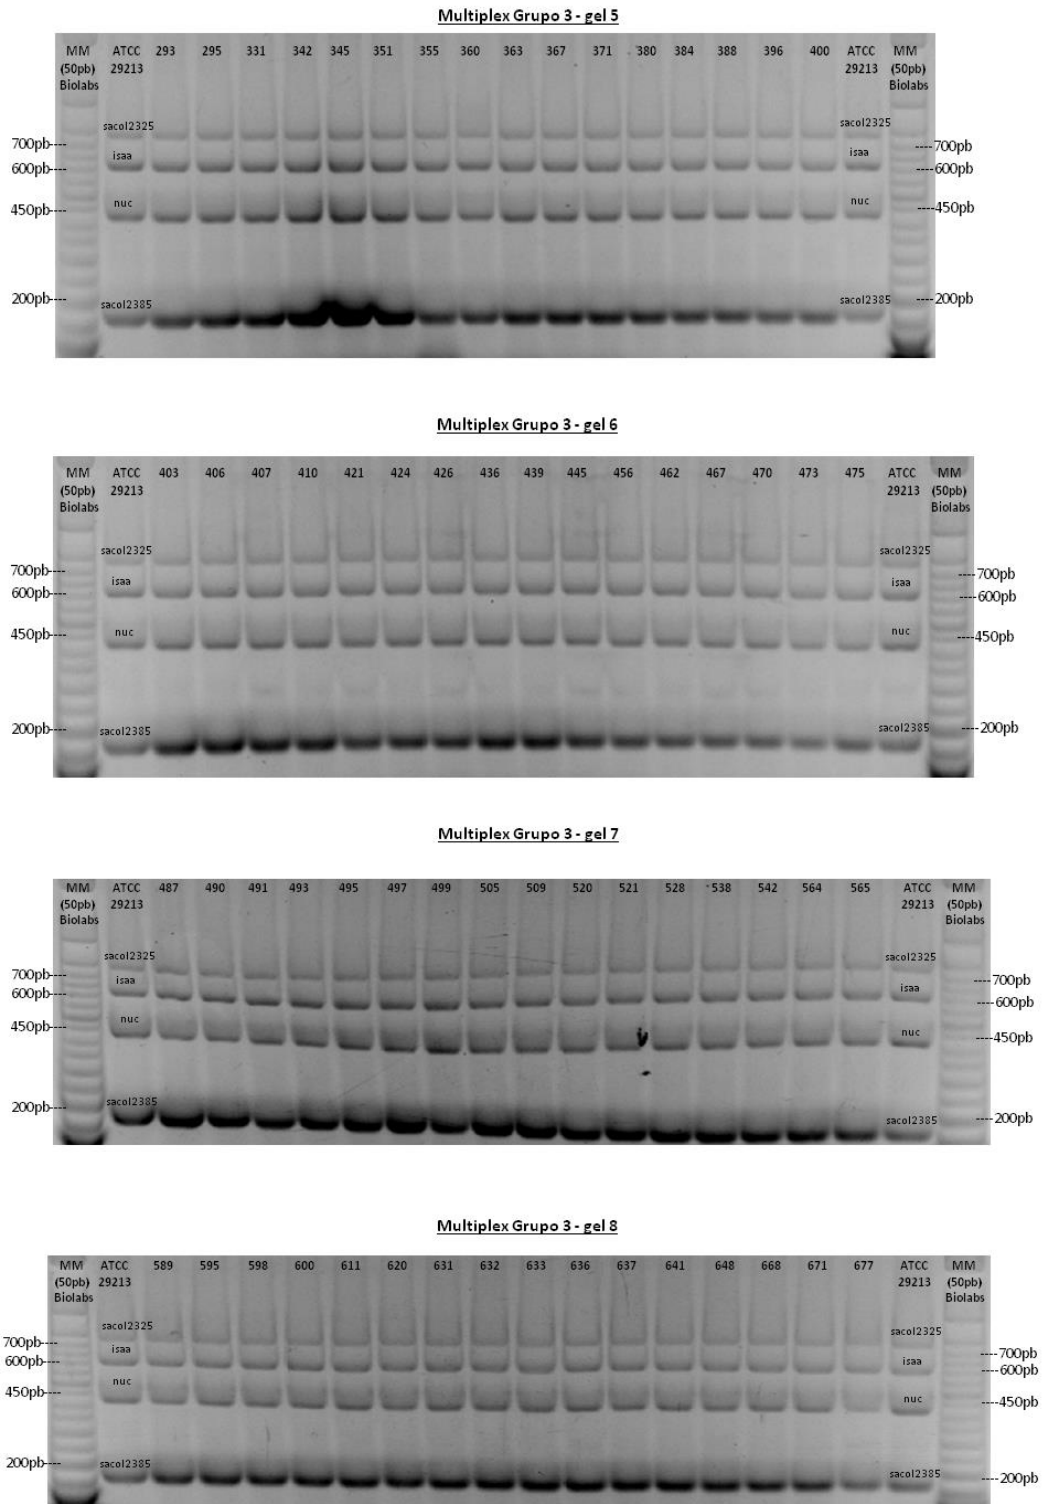 Multiplex Grupo 3 - gel 5
MM ATCC 293 295 331 342 345 351 355 360 363 367 371 380 384 388 396 400 ATCC MM
(50pb) 29213 29213 (50pb)
Biolabs Biolabs
sacol2325 sacol2325
700pb---- isaa isaa ----700pb
600pb---- ----600pb
450pb---- nuc nuc ----450pb
200pb---- sacol2385 sacol2385 ----200pb
Multiplex Grupo 3 - gel 6
MM ATCC 403 406 407 410 421 424 426 436 439 445 456 462 467 470 473 475 ATCC MM
(50pb) 29213 29213 (50pb)
Biolabs Biolabs
sacol2325 sacol2325
700pb---- isaa isaa ----700pb
600pb---- ----600pb
450pb---- nuc nuc ----450pb
200pb---- sacol2385 sacol2385 ----200pb
Multiplex Grupo 3 - gel 7
MM ATCC 487 490 491 493 495 497 499 505 509 520 521 528 538 542 564 565 ATCC MM
(50pb) 29213 29213 (50pb)
Biolabs Biolabs
sacol2325 sacol2325
700pb---- isaa isaa ----700pb
600pb---- ----600pb
450pb---- nuc nuc ----450pb
200pb---- sacol2385 sacol2385 ----200pb
Multiplex Grupo 3 - gel 8
MM ATCC 589 595 598 600 611 620 631 632 633 636 637 641 648 668 671 677 ATCC MM
(50pb) 29213 29213 (50pb)
Biolabs Biolabs
sacol2325 sacol2325
700pb---- isaa isaa ----700pb
600pb---- ----600pb
450pb---- nuc nuc ----450pb
200pb---- sacol2385 sacol2385 ----200pb